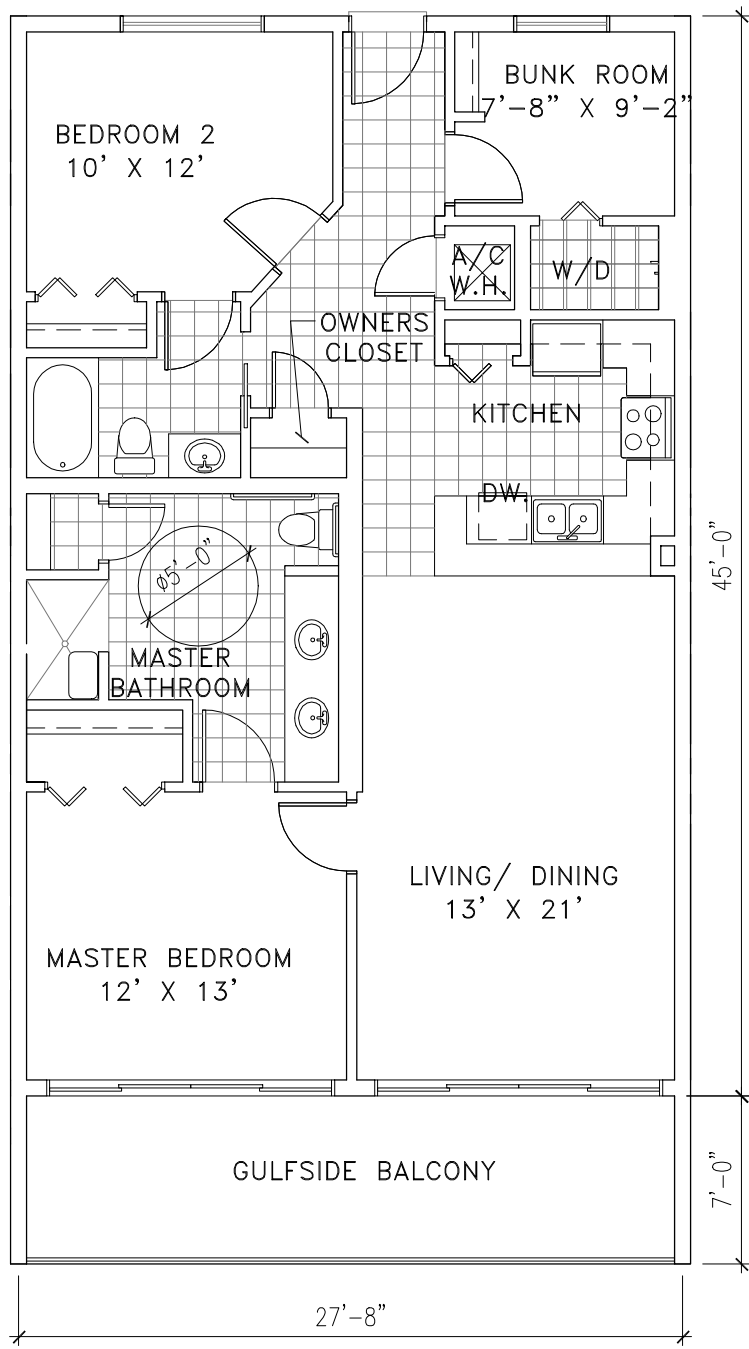 BUNK ROOM
7'-8" X 9'-2"
BEDROOM 2
10' X 12'
A/C
W.H.
W/D
OWNERS
CLOSET
KITCHEN
DW.
45'-0"
Ø5'-0"
MASTER
BATHROOM
LIVING/ DINING
13' X 21'
MASTER BEDROOM
12' X 13'
GULFSIDE BALCONY
7'-0"
27'-8"